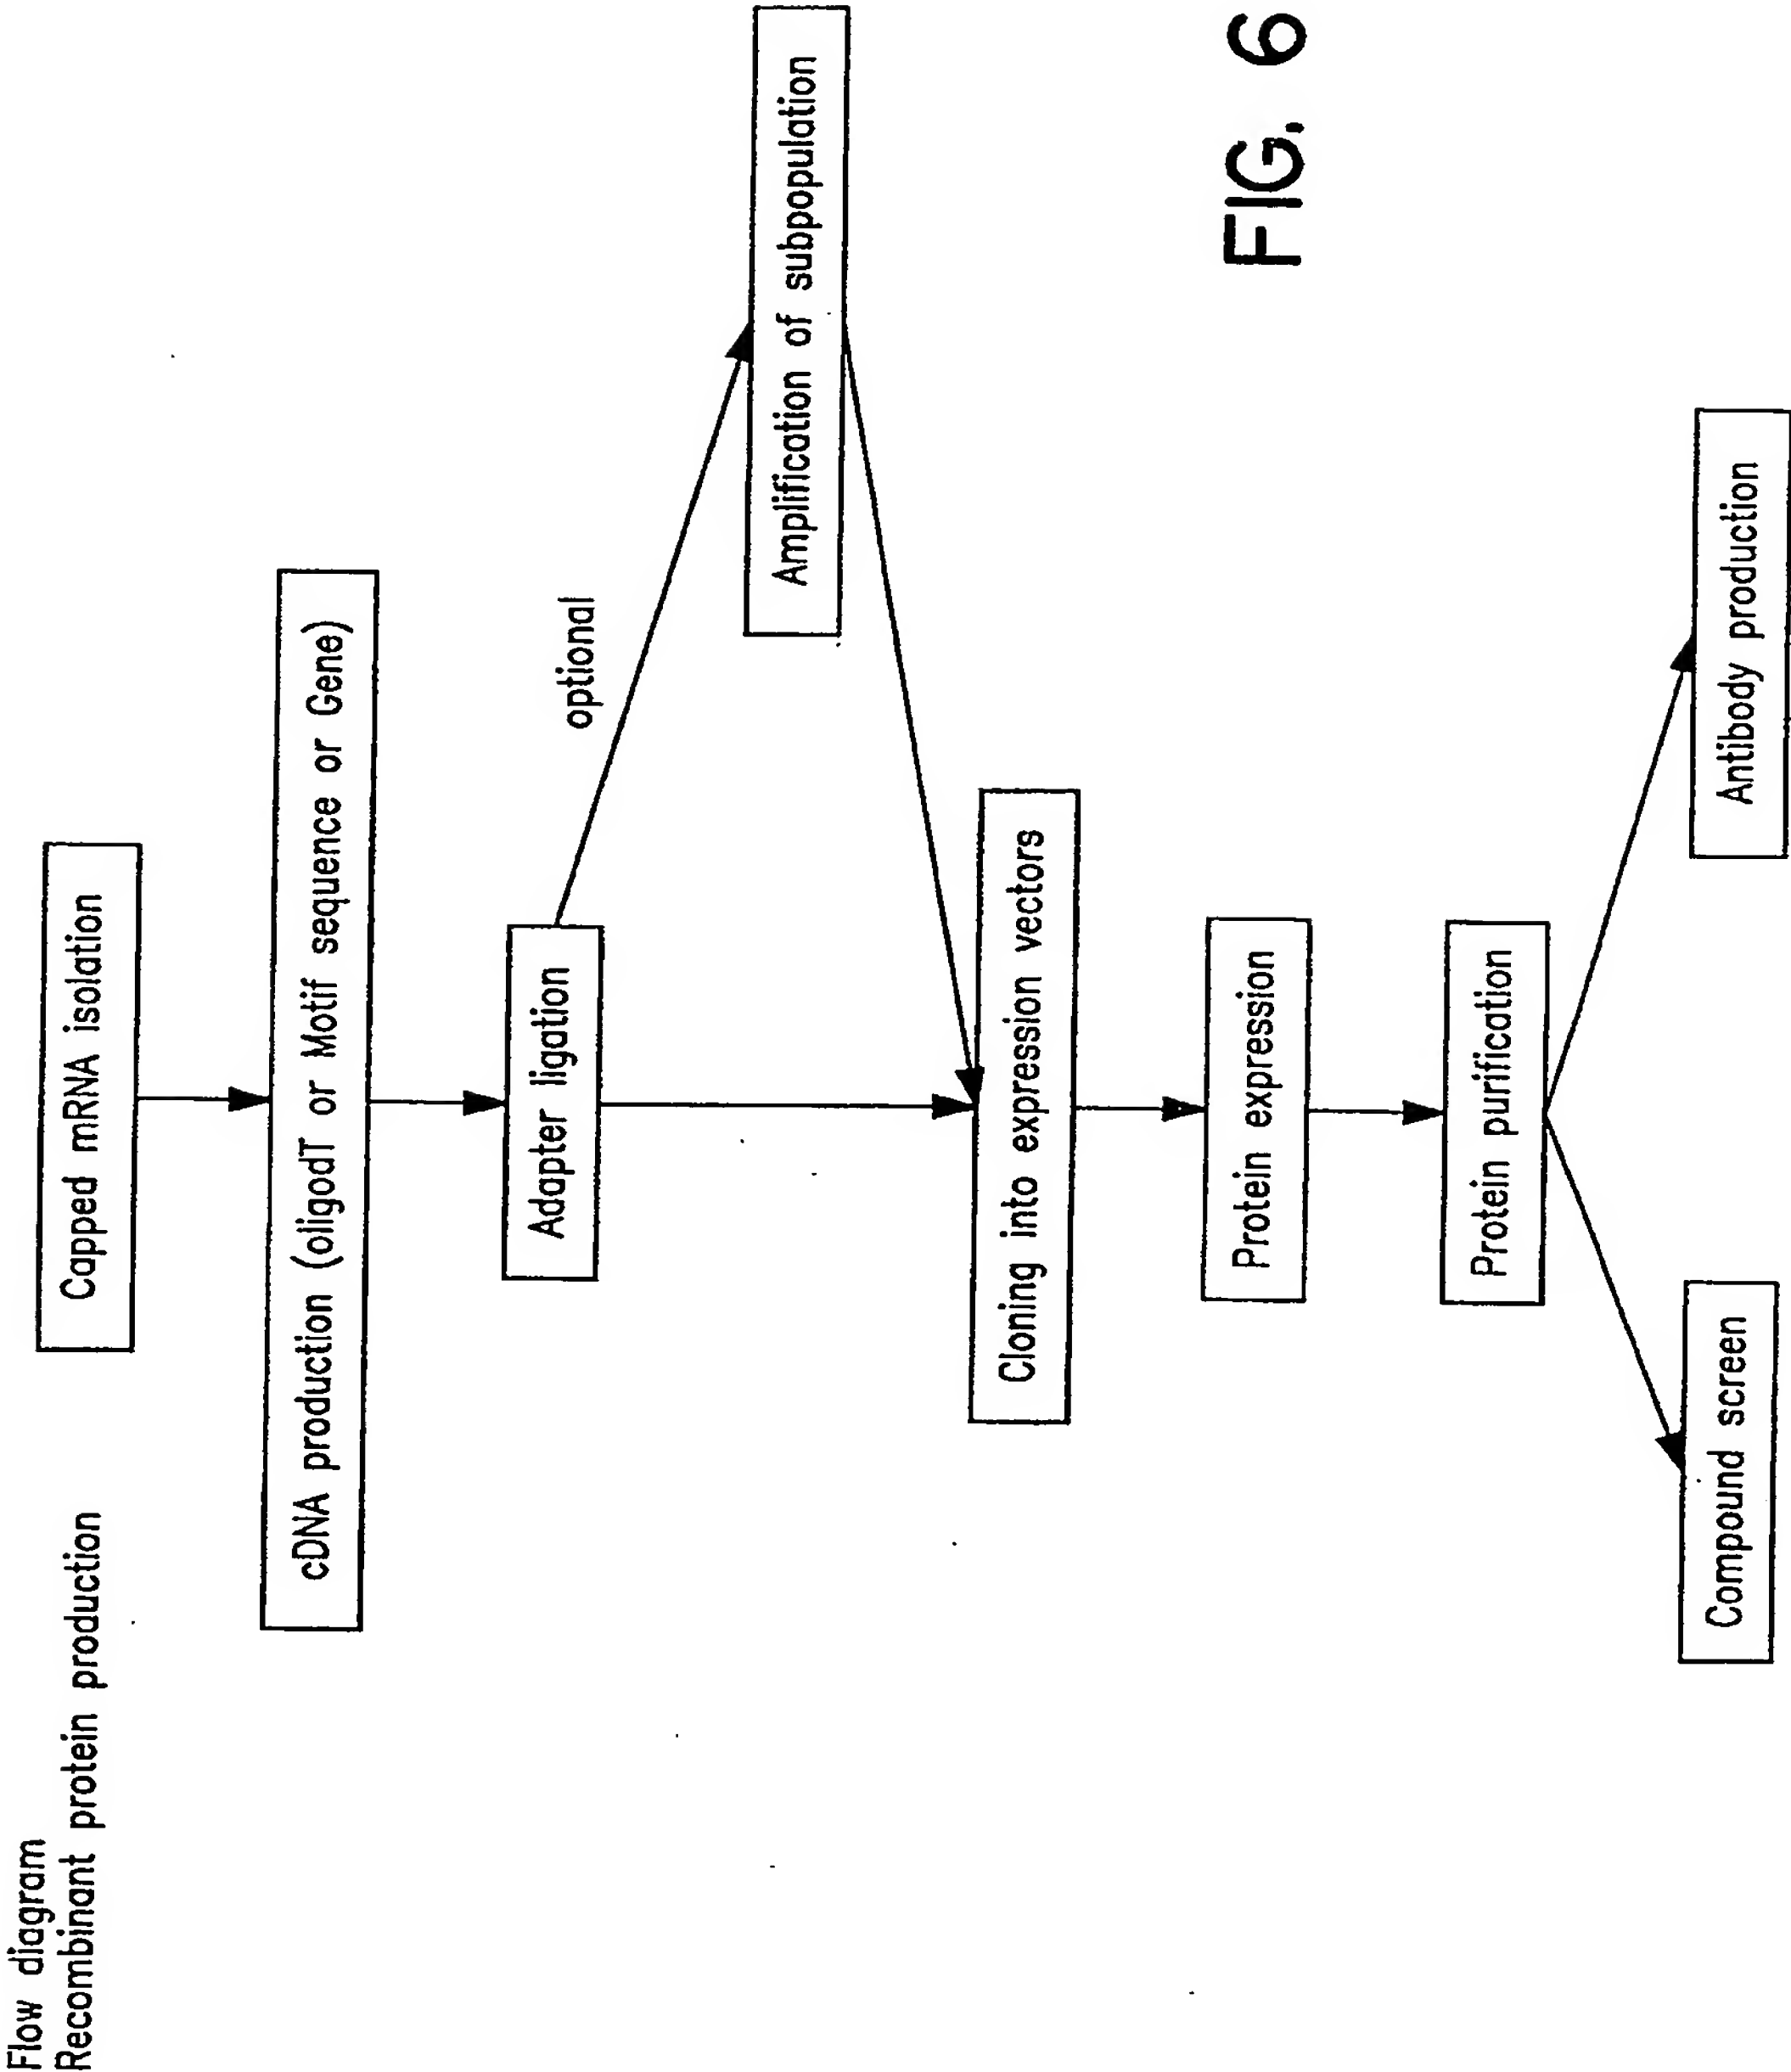 Flow diagram
Recombinant protein production
Capped mRNA isolation
cDNA production (oligodT or Motif sequence or Gene)
Adapter ligation
optional
Amplification of subpopulation
Cloning into expression vectors
Protein expression
Protein purification
Compound screen
Antibody production
FIG. 6